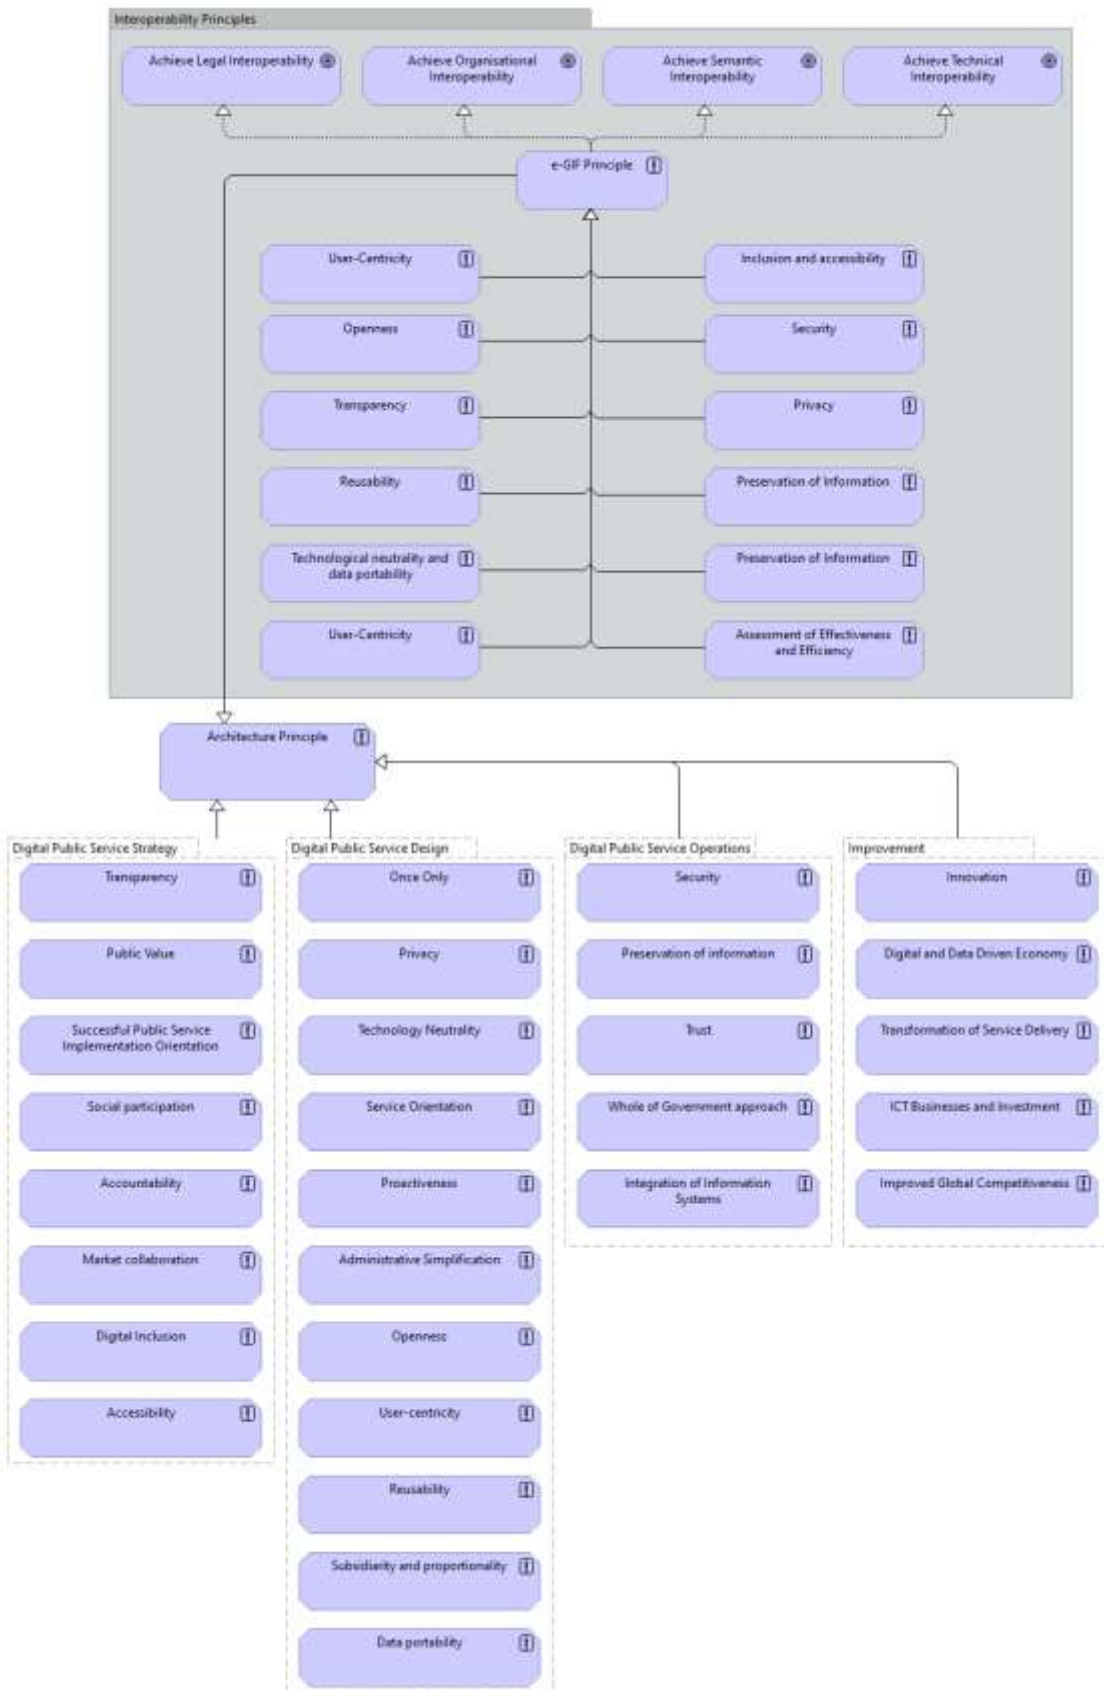 Interoperability Principles
Achieve Legal Interoperability
Achieve Organisational
Interoperability
Achieve Semantic
Interoperability
Achieve Technical
Interoperability
e-GIF Principle
User-Centricity
Inclusion and accessibility
Openness
Security
Transparency
Privacy
Reusability
Preservation of Information
Technological neutrality and
data portability
Preservation of Information
User-Centricity
Assessment of Effectiveness
and Efficiency
Architecture Principle
Digital Public Service Strategy
Transparency
Public Value
Successful Public Service
Implementation Orientation
Social participation
Accountability
Market collaboration
Digital Inclusion
Accessibility
Digital Public Service Design
Once Only
Privacy
Technology Neutrality
Service Orientation
Proactiveness
Administrative Simplification
Openness
User-centricity
Reusability
Subsidiarity and proportionality
Data portability
Digital Public Service Operations
Security
Preservation of information
Trust
Whole of Government approach
Integration of Information
Systems
Improvement
Innovation
Digital and Data Driven Economy
Transformation of Service Delivery
ICT Businesses and Investment
Improved Global Competitiveness